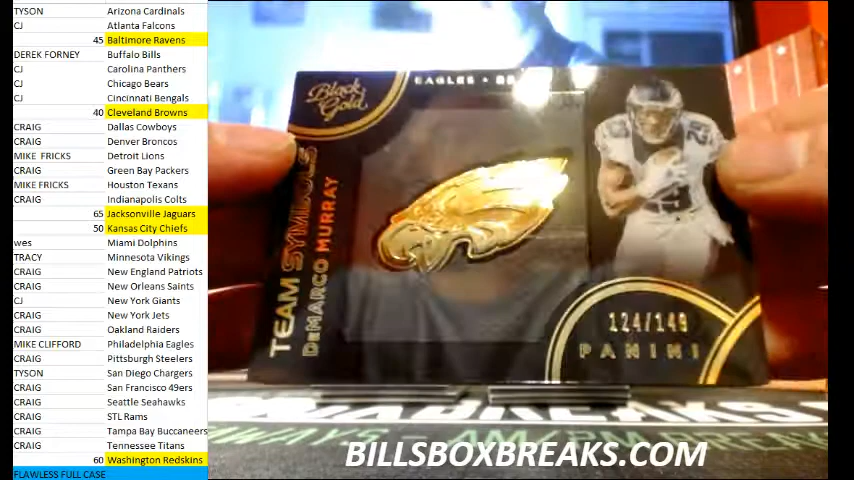 TYSON Arizona Cardinals
CJ Atlanta Falcons
45 Baltimore Ravens
DEREK FORNEY Buffalo Bills
CJ Carolina Panthers
CJ Chicago Bears
CJ Cincinnati Bengals
40 Cleveland Browns
CRAIG Dallas Cowboys
CRAIG Denver Broncos
MIKE FRICKS Detroit Lions
CRAIG Green Bay Packers
MIKE FRICKS Houston Texans
CRAIG Indianapolis Colts
65 Jacksonville Jaguars
50 Kansas City Chiefs
wes Miami Dolphins
TRACY Minnesota Vikings
CRAIG New England Patriots
CRAIG New Orleans Saints
CJ New York Giants
CRAIG New York Jets
CRAIG Oakland Raiders
MIKE CLIFFORD Philadelphia Eagles
CRAIG Pittsburgh Steelers
TYSON San Diego Chargers
CRAIG San Francisco 49ers
CRAIG Seattle Seahawks
CRAIG STL Rams
CRAIG Tampa Bay Buccaneers
CRAIG Tennessee Titans
60 Washington Redskins
FLAWLESS FULL CASE
Black Gold
EAGLES
TEAM SYMBOLS
DeMARCO MURRAY
124/149
PANINI
BILLSBOXBREAKS.COM